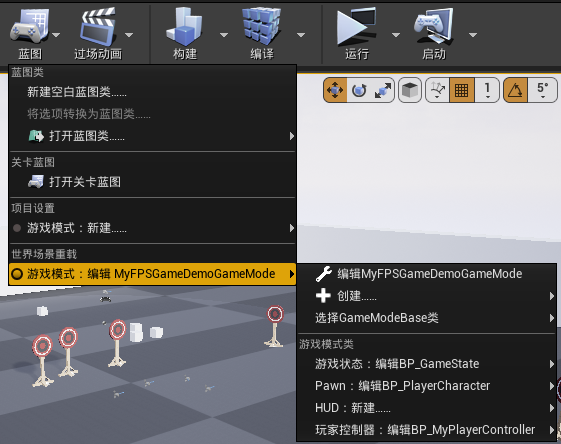 蓝图
过场动画
构建
编译
运行
启动
蓝图类
新建空白蓝图类......
将选项转换为蓝图类......
打开蓝图类......
关卡蓝图
打开关卡蓝图
项目设置
游戏模式：新建......
世界场景重载
游戏模式：编辑 MyFPSGameDemoGameMode
1
5°
编辑MyFPSGameDemoGameMode
创建......
选择GameModeBase类
游戏模式类
游戏状态：编辑BP_GameState
Pawn：编辑BP_PlayerCharacter
HUD：新建......
玩家控制器：编辑BP_MyPlayerController